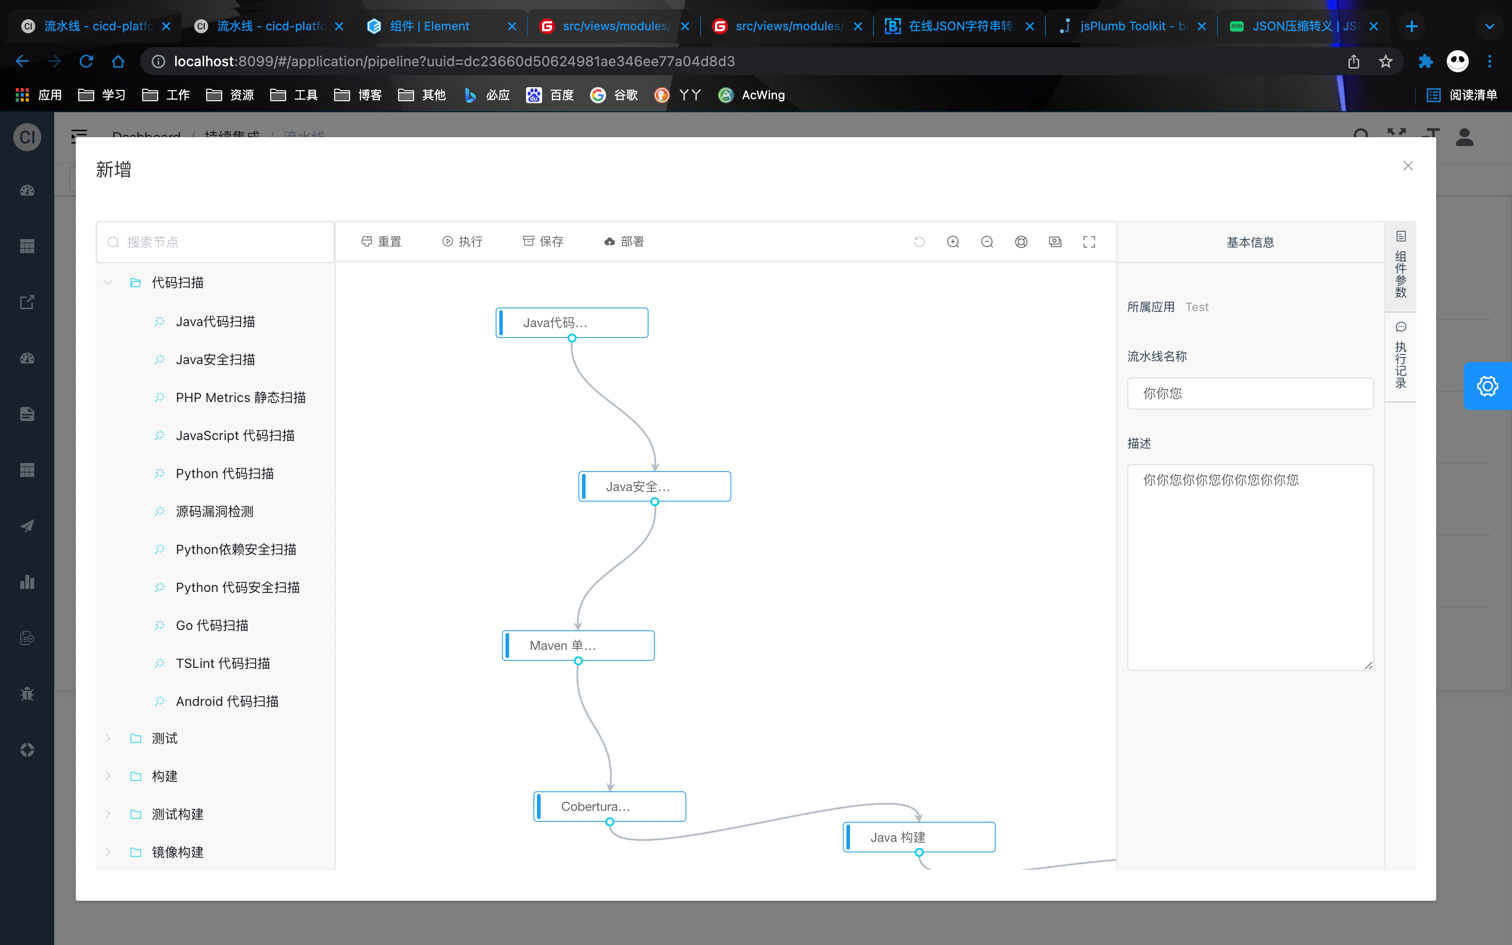 流水线 - cicd-platfo
流水线 - cicd-platfo
组件 | Element
src/views/modules/
src/views/modules/
在线JSON字符串转
jsPlumb Toolkit - b
JSON压缩转义 | JS
localhost:8099/#/application/pipeline?uuid=dc23660d50624981ae346ee77a04d8d3
应用 学习 工作 资源 工具 博客 其他 必应 百度 谷歌 丫丫 AcWing 阅读清单
CI
Dashboard / 持续集成 / 流水线
新增
搜索节点
重置 执行 保存 部署
基本信息
组件参数
执行记录
代码扫描
Java代码扫描
Java安全扫描
PHP Metrics 静态扫描
JavaScript 代码扫描
Python 代码扫描
源码漏洞检测
Python依赖安全扫描
Python 代码安全扫描
Go 代码扫描
TSLint 代码扫描
Android 代码扫描
测试
构建
测试构建
镜像构建
Java代码...
Java安全...
Maven 单...
Cobertura...
Java 构建
所属应用 Test
流水线名称
你你您
描述
你你您你你您你你您你你您